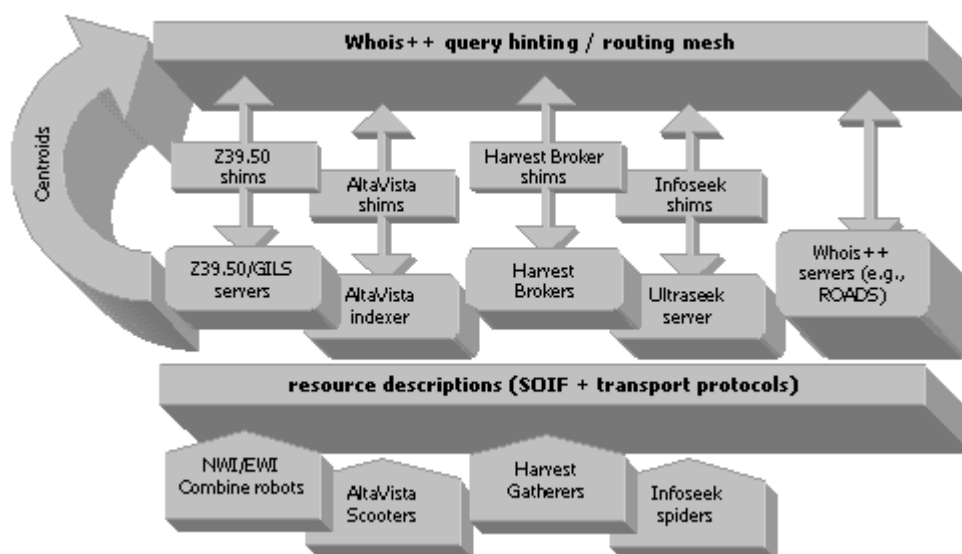 Whois++ query hinting / routing mesh
Centroids
Z39.50
shims
AltaVista
shims
Harvest Broker
shims
Infoseek
shims
Z39.50/GILS
servers
AltaVista
indexer
Harvest
Brokers
Ultraseek
server
Whois++
servers (e.g.,
ROADS)
resource descriptions (SOIF + transport protocols)
NWI/EWI
Combine robots
AltaVista
Scooters
Harvest
Gatherers
Infoseek
spiders